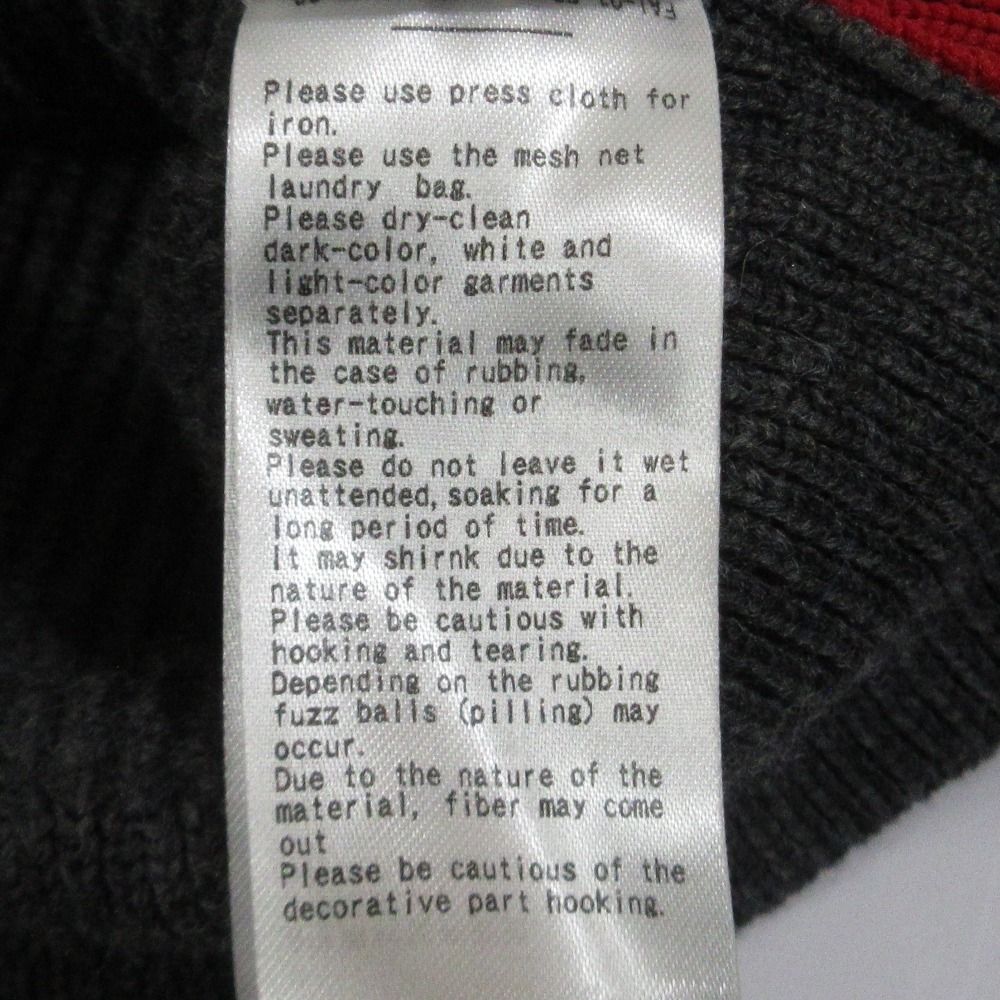 Please use press cloth for
iron.
Please use the mesh net
laundry bag.
Please dry-clean
dark-color, white and
light-color garments
separately.
This material may fade in
the case of rubbing,
water-touching or
sweating.
Please do not leave it wet
unattended, soaking for a
long period of time.
It may shirnk due to the
nature of the material.
Please be cautious with
hooking and tearing.
Depending on the rubbing
fuzz balls (pilling) may
occur.
Due to the nature of the
material, fiber may come
out
Please be cautious of the
decorative part hooking.